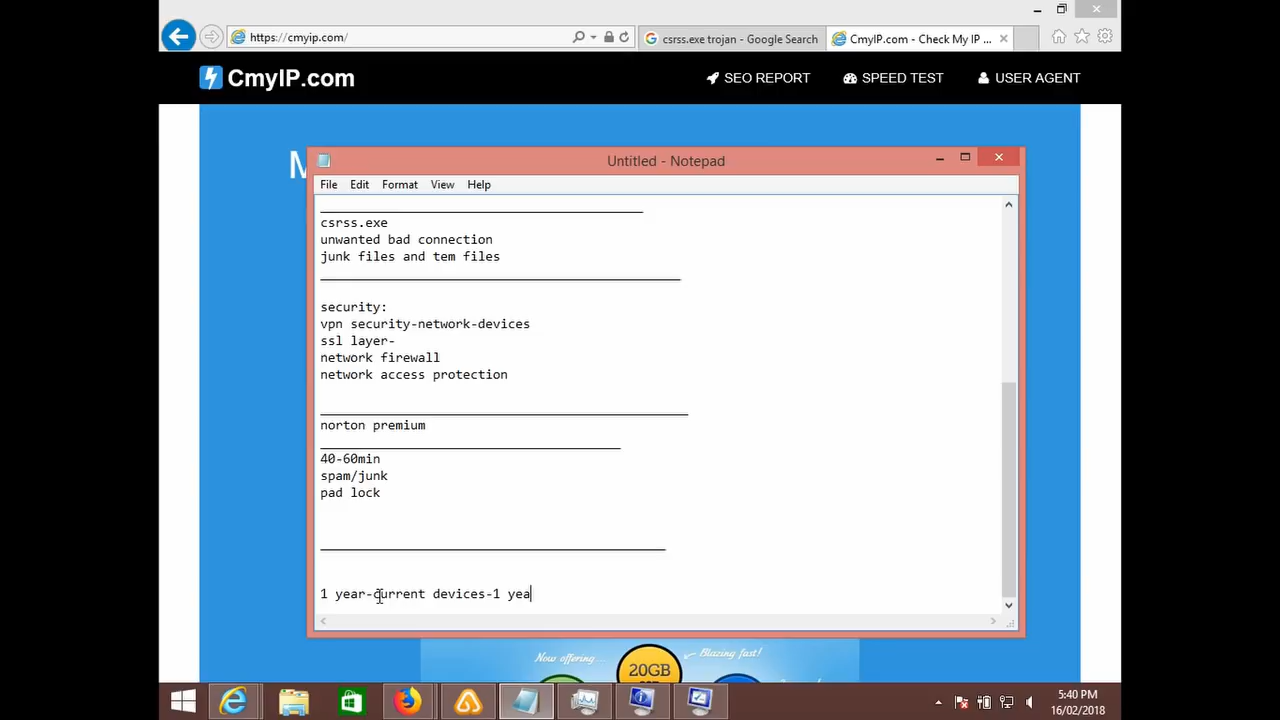 https://cmyip.com/
csrss.exe trojan - Google Search
CmyIP.com - Check My IP ...
CmyIP.com
SEO REPORT
SPEED TEST
USER AGENT
M
Untitled - Notepad
File Edit Format View Help
csrss.exe
unwanted bad connection
junk files and tem files
security:
vpn security-network-devices
ssl layer-
network firewall
network access protection
norton premium
40-60min
spam/junk
pad lock
1 year-current devices-1 yea
Now offering...
20GB
Blazing fast!
5:40 PM
16/02/2018